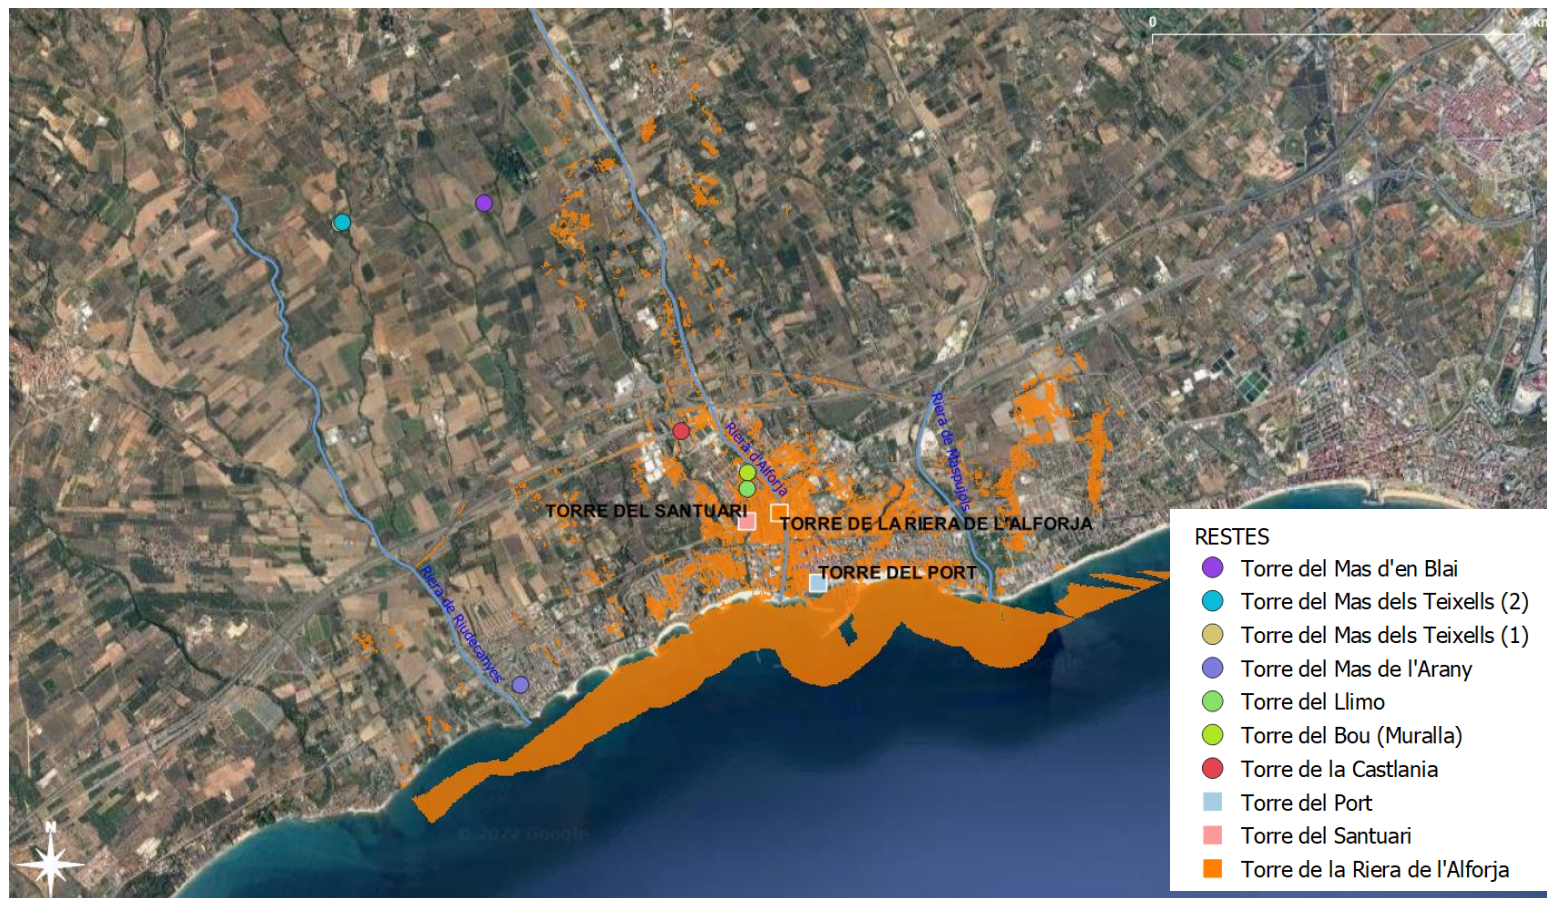 0 4 km
Riera d'Alforja
Riera de Maspujols
TORRE DEL SANTUARI
TORRE DE LA RIERA DE L'ALFORJA
TORRE DEL PORT
Riera de Riudecanyes
RESTES
Torre del Mas d'en Blai
Torre del Mas dels Teixells (2)
Torre del Mas dels Teixells (1)
Torre del Mas de l'Arany
Torre del Llimo
Torre del Bou (Muralla)
Torre de la Castlania
Torre del Port
Torre del Santuari
Torre de la Riera de l'Alforja
N
© 2022 Google